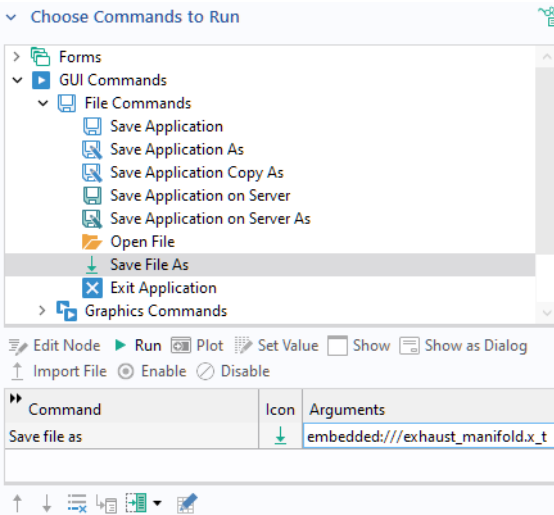 Choose Commands to Run
Forms
GUI Commands
File Commands
Save Application
Save Application As
Save Application Copy As
Save Application on Server
Save Application on Server As
Open File
Save File As
Exit Application
Graphics Commands
Edit Node Run Plot Set Value Show Show as Dialog
Import File Enable Disable
Command Icon Arguments
Save file as embedded:///exhaust_manifold.x_t